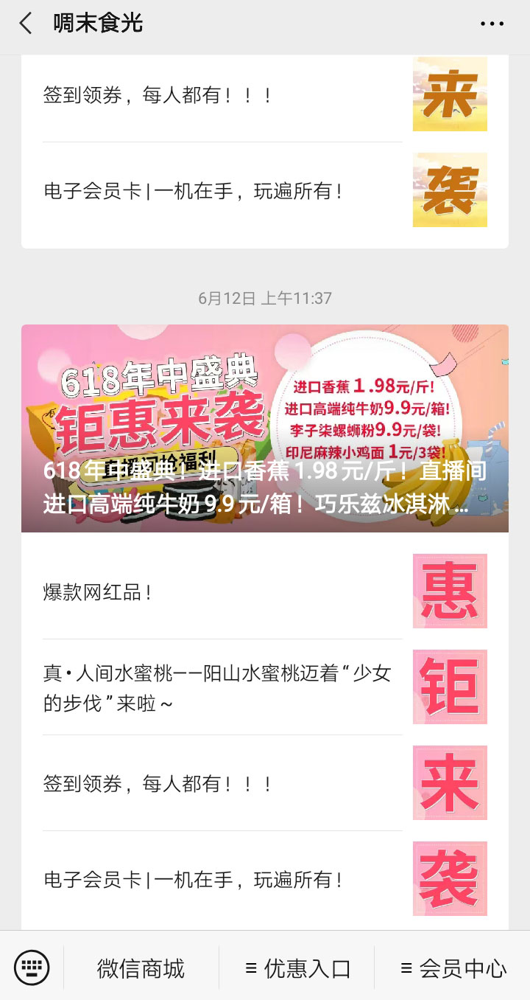 啁末食光
签到领券，每人都有！！！
来
电子会员卡|一机在手，玩遍所有！
袭
6月12日 上午11:37
618年中盛典
钜惠来袭
直播间抢福利
进口香蕉1.98元/斤!
进口高端纯牛奶9.9元/箱!
李子柒螺蛳粉9.9元/袋!
印尼麻辣小鸡面 1元/3袋!
618年中盛典！进口香蕉1.98元/斤！直播间
进口高端纯牛奶9.9元/箱！巧乐兹冰淇淋...
爆款网红品！
惠
真·人间水蜜桃——阳山水蜜桃迈着“少女
的步伐”来啦~
钜
签到领券，每人都有！！！
来
电子会员卡|一机在手，玩遍所有！
袭
微信商城
优惠入口
会员中心